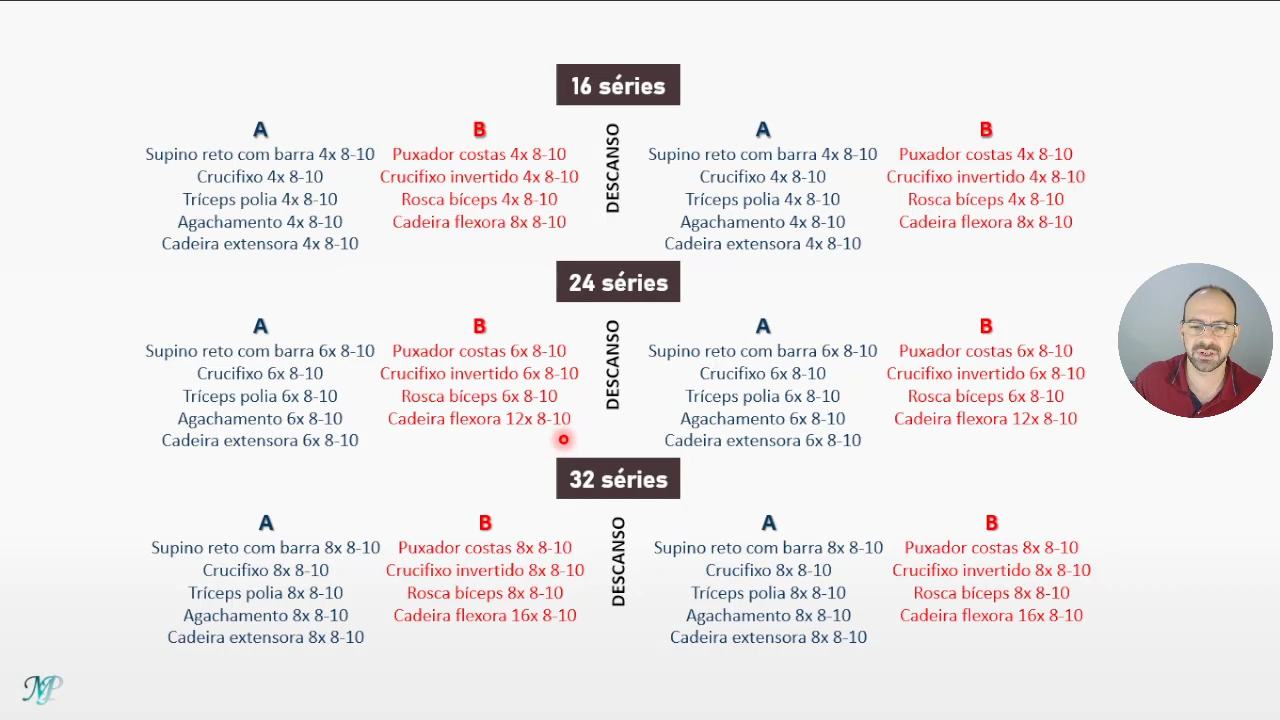 16 séries
A
Supino reto com barra 4x 8-10
Crucifixo 4x 8-10
Tríceps polia 4x 8-10
Agachamento 4x 8-10
Cadeira extensora 4x 8-10
B
Puxador costas 4x 8-10
Crucifixo invertido 4x 8-10
Rosca bíceps 4x 8-10
Cadeira flexora 8x 8-10
DESCANSO
A
Supino reto com barra 4x 8-10
Crucifixo 4x 8-10
Tríceps polia 4x 8-10
Agachamento 4x 8-10
Cadeira extensora 4x 8-10
B
Puxador costas 4x 8-10
Crucifixo invertido 4x 8-10
Rosca bíceps 4x 8-10
Cadeira flexora 8x 8-10
24 séries
A
Supino reto com barra 6x 8-10
Crucifixo 6x 8-10
Tríceps polia 6x 8-10
Agachamento 6x 8-10
Cadeira extensora 6x 8-10
B
Puxador costas 6x 8-10
Crucifixo invertido 6x 8-10
Rosca bíceps 6x 8-10
Cadeira flexora 12x 8-10
DESCANSO
A
Supino reto com barra 6x 8-10
Crucifixo 6x 8-10
Tríceps polia 6x 8-10
Agachamento 6x 8-10
Cadeira extensora 6x 8-10
B
Puxador costas 6x 8-10
Crucifixo invertido 6x 8-10
Rosca bíceps 6x 8-10
Cadeira flexora 12x 8-10
32 séries
A
Supino reto com barra 8x 8-10
Crucifixo 8x 8-10
Tríceps polia 8x 8-10
Agachamento 8x 8-10
Cadeira extensora 8x 8-10
B
Puxador costas 8x 8-10
Crucifixo invertido 8x 8-10
Rosca bíceps 8x 8-10
Cadeira flexora 16x 8-10
DESCANSO
A
Supino reto com barra 8x 8-10
Crucifixo 8x 8-10
Tríceps polia 8x 8-10
Agachamento 8x 8-10
Cadeira extensora 8x 8-10
B
Puxador costas 8x 8-10
Crucifixo invertido 8x 8-10
Rosca bíceps 8x 8-10
Cadeira flexora 16x 8-10
MP